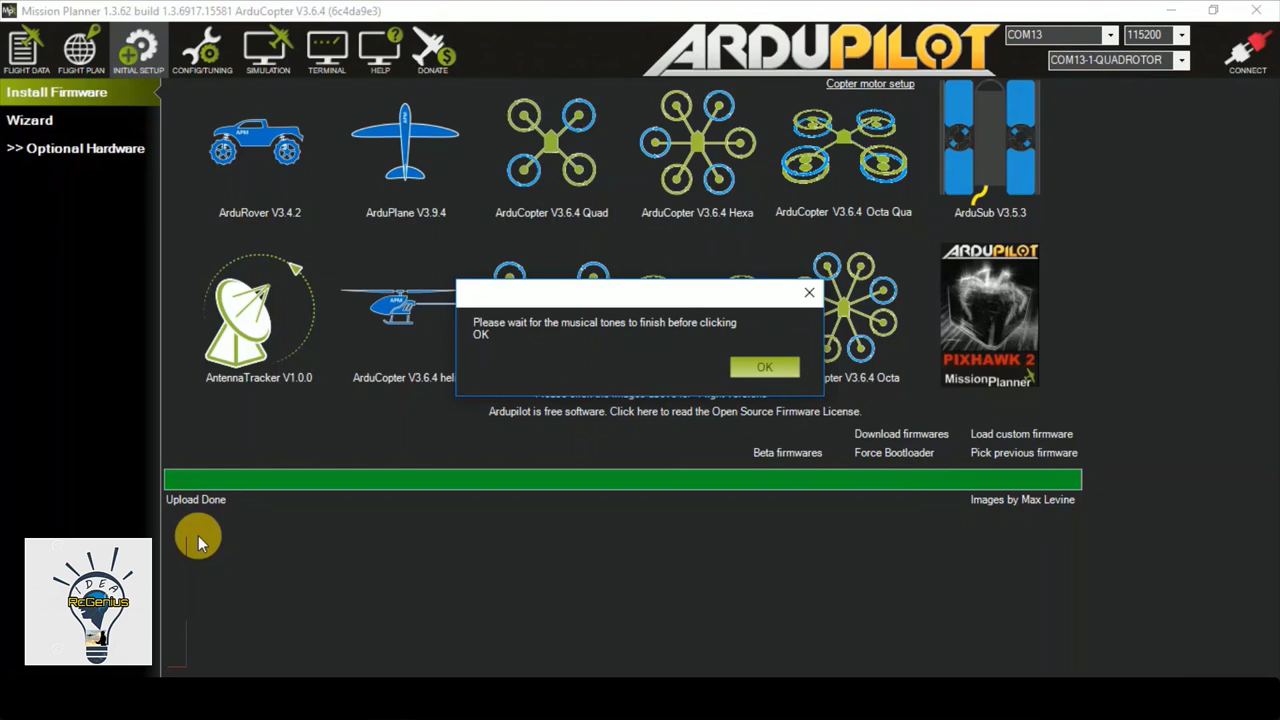 Mission Planner 1.3.62 build 1.3.6917.15581 ArduCopter V3.6.4 (6c4da9e3)
FLIGHT DATA
FLIGHT PLAN
INITIAL SETUP
CONFIG/TUNING
SIMULATION
TERMINAL
HELP
DONATE
ARDUPILOT
COM13
115200
COM13-1-QUADROTOR
CONNECT
Install Firmware
Wizard
>> Optional Hardware
Copter motor setup
APM
APM
ArduRover V3.4.2
ArduPlane V3.9.4
ArduCopter V3.6.4 Quad
ArduCopter V3.6.4 Hexa
ArduCopter V3.6.4 Octa Qua
ArduSub V3.5.3
APM
ARDUPILOT
PIXHAWK 2
MissionPlanner
AntennaTracker V1.0.0
ArduCopter V3.6.4 heli
pter V3.6.4 Octa
Please wait for the musical tones to finish before clicking
OK
OK
Ardupilot is free software. Click here to read the Open Source Firmware License.
Download firmwares
Load custom firmware
Beta firmwares
Force Bootloader
Pick previous firmware
Upload Done
Images by Max Levine
IDEA
RcGenius